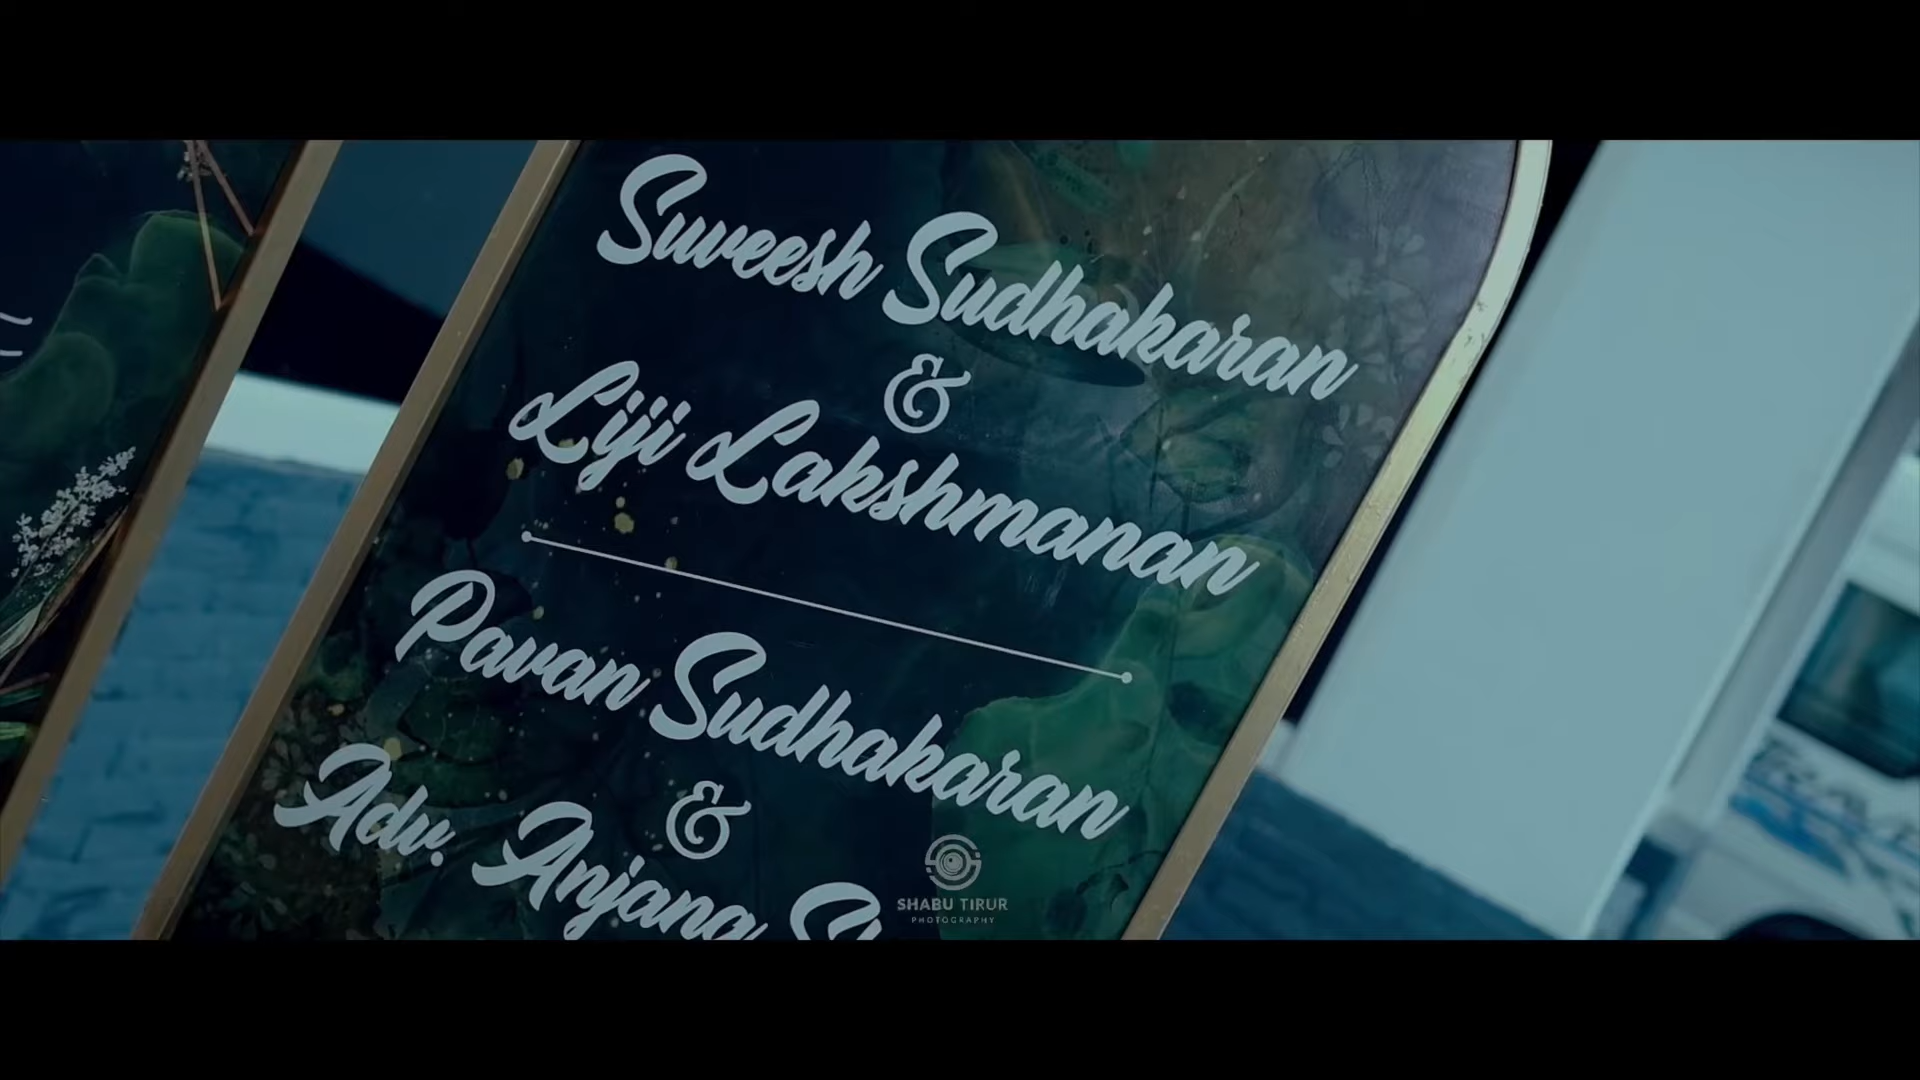 Suveesh Sudhakaran
&
Liji Lakshmanan
Pavan Sudhakaran
&
Adv. Anjana
SHABU TIRUR
PHOTOGRAPHY